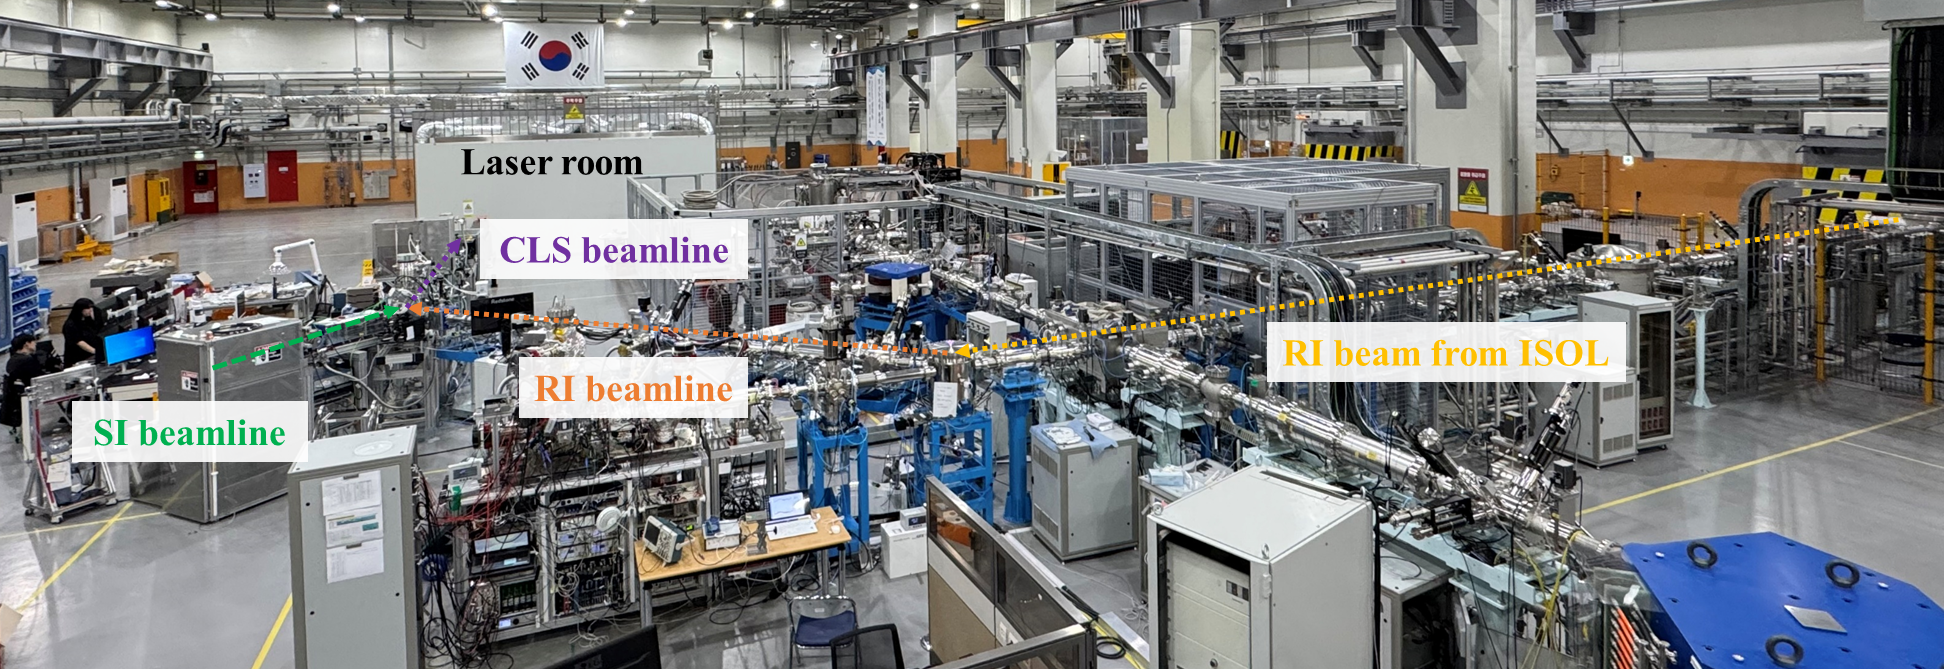 Laser room
CLS beamline
RI beam from ISOL
RI beamline
SI beamline